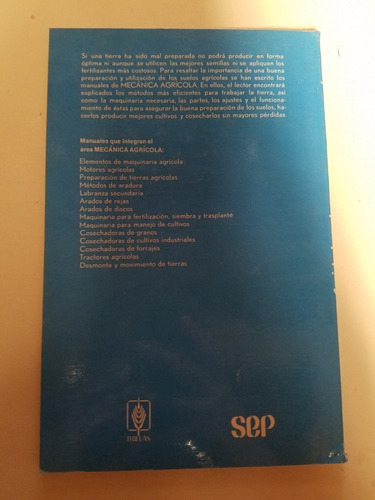 Si una tierra ha sido mal preparada no podrá producir en forma
óptima ni aunque se utilicen las mejores semillas ni se apliquen los
fertilizantes más costosos. Para resaltar la importancia de una buena
preparación y utilización de los suelos agrícolas se han escrito los
manuales de MECÁNICA AGRÍCOLA. En ellos, el lector encontrará
explicados los métodos más eficientes para trabajar la tierra, así
como la maquinaria necesaria, las partes, los ajustes y el funciona-
miento de éstas para asegurar la buena preparación de los suelos, ha-
cerlos producir mejores cultivos y cosecharlos sin mayores pérdidas.
Manuales que integran el
área MECÁNICA AGRÍCOLA:
Elementos de maquinaria agrícola
Motores agrícolas
Preparación de tierras agrícolas
Métodos de aradura
Labranza secundaria
Arados de rejas
Arados de discos
Maquinaria para fertilización, siembra y trasplante
Maquinaria para manejo de cultivos
Cosechadoras de granos
Cosechadoras de cultivos industriales
Cosechadoras de forrajes
Tractores agrícolas
Desmonte y movimiento de tierras
TRILLAS
sep